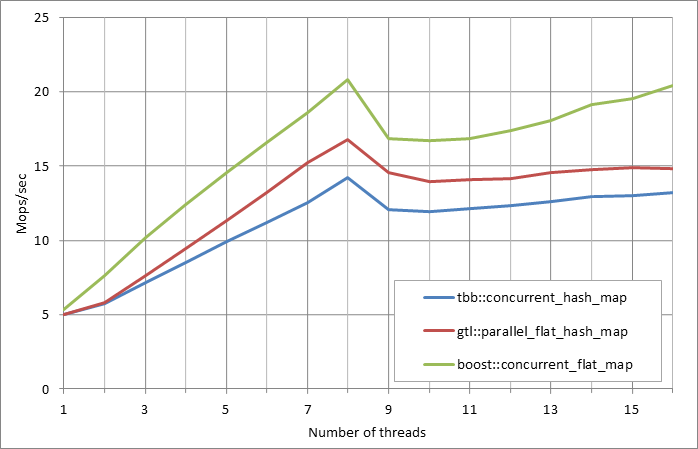 25
20
15
10
5
0
Mops/sec
tbb::concurrent_hash_map
gtl::parallel_flat_hash_map
boost::concurrent_flat_map
1 3 5 7 9 11 13 15
Number of threads